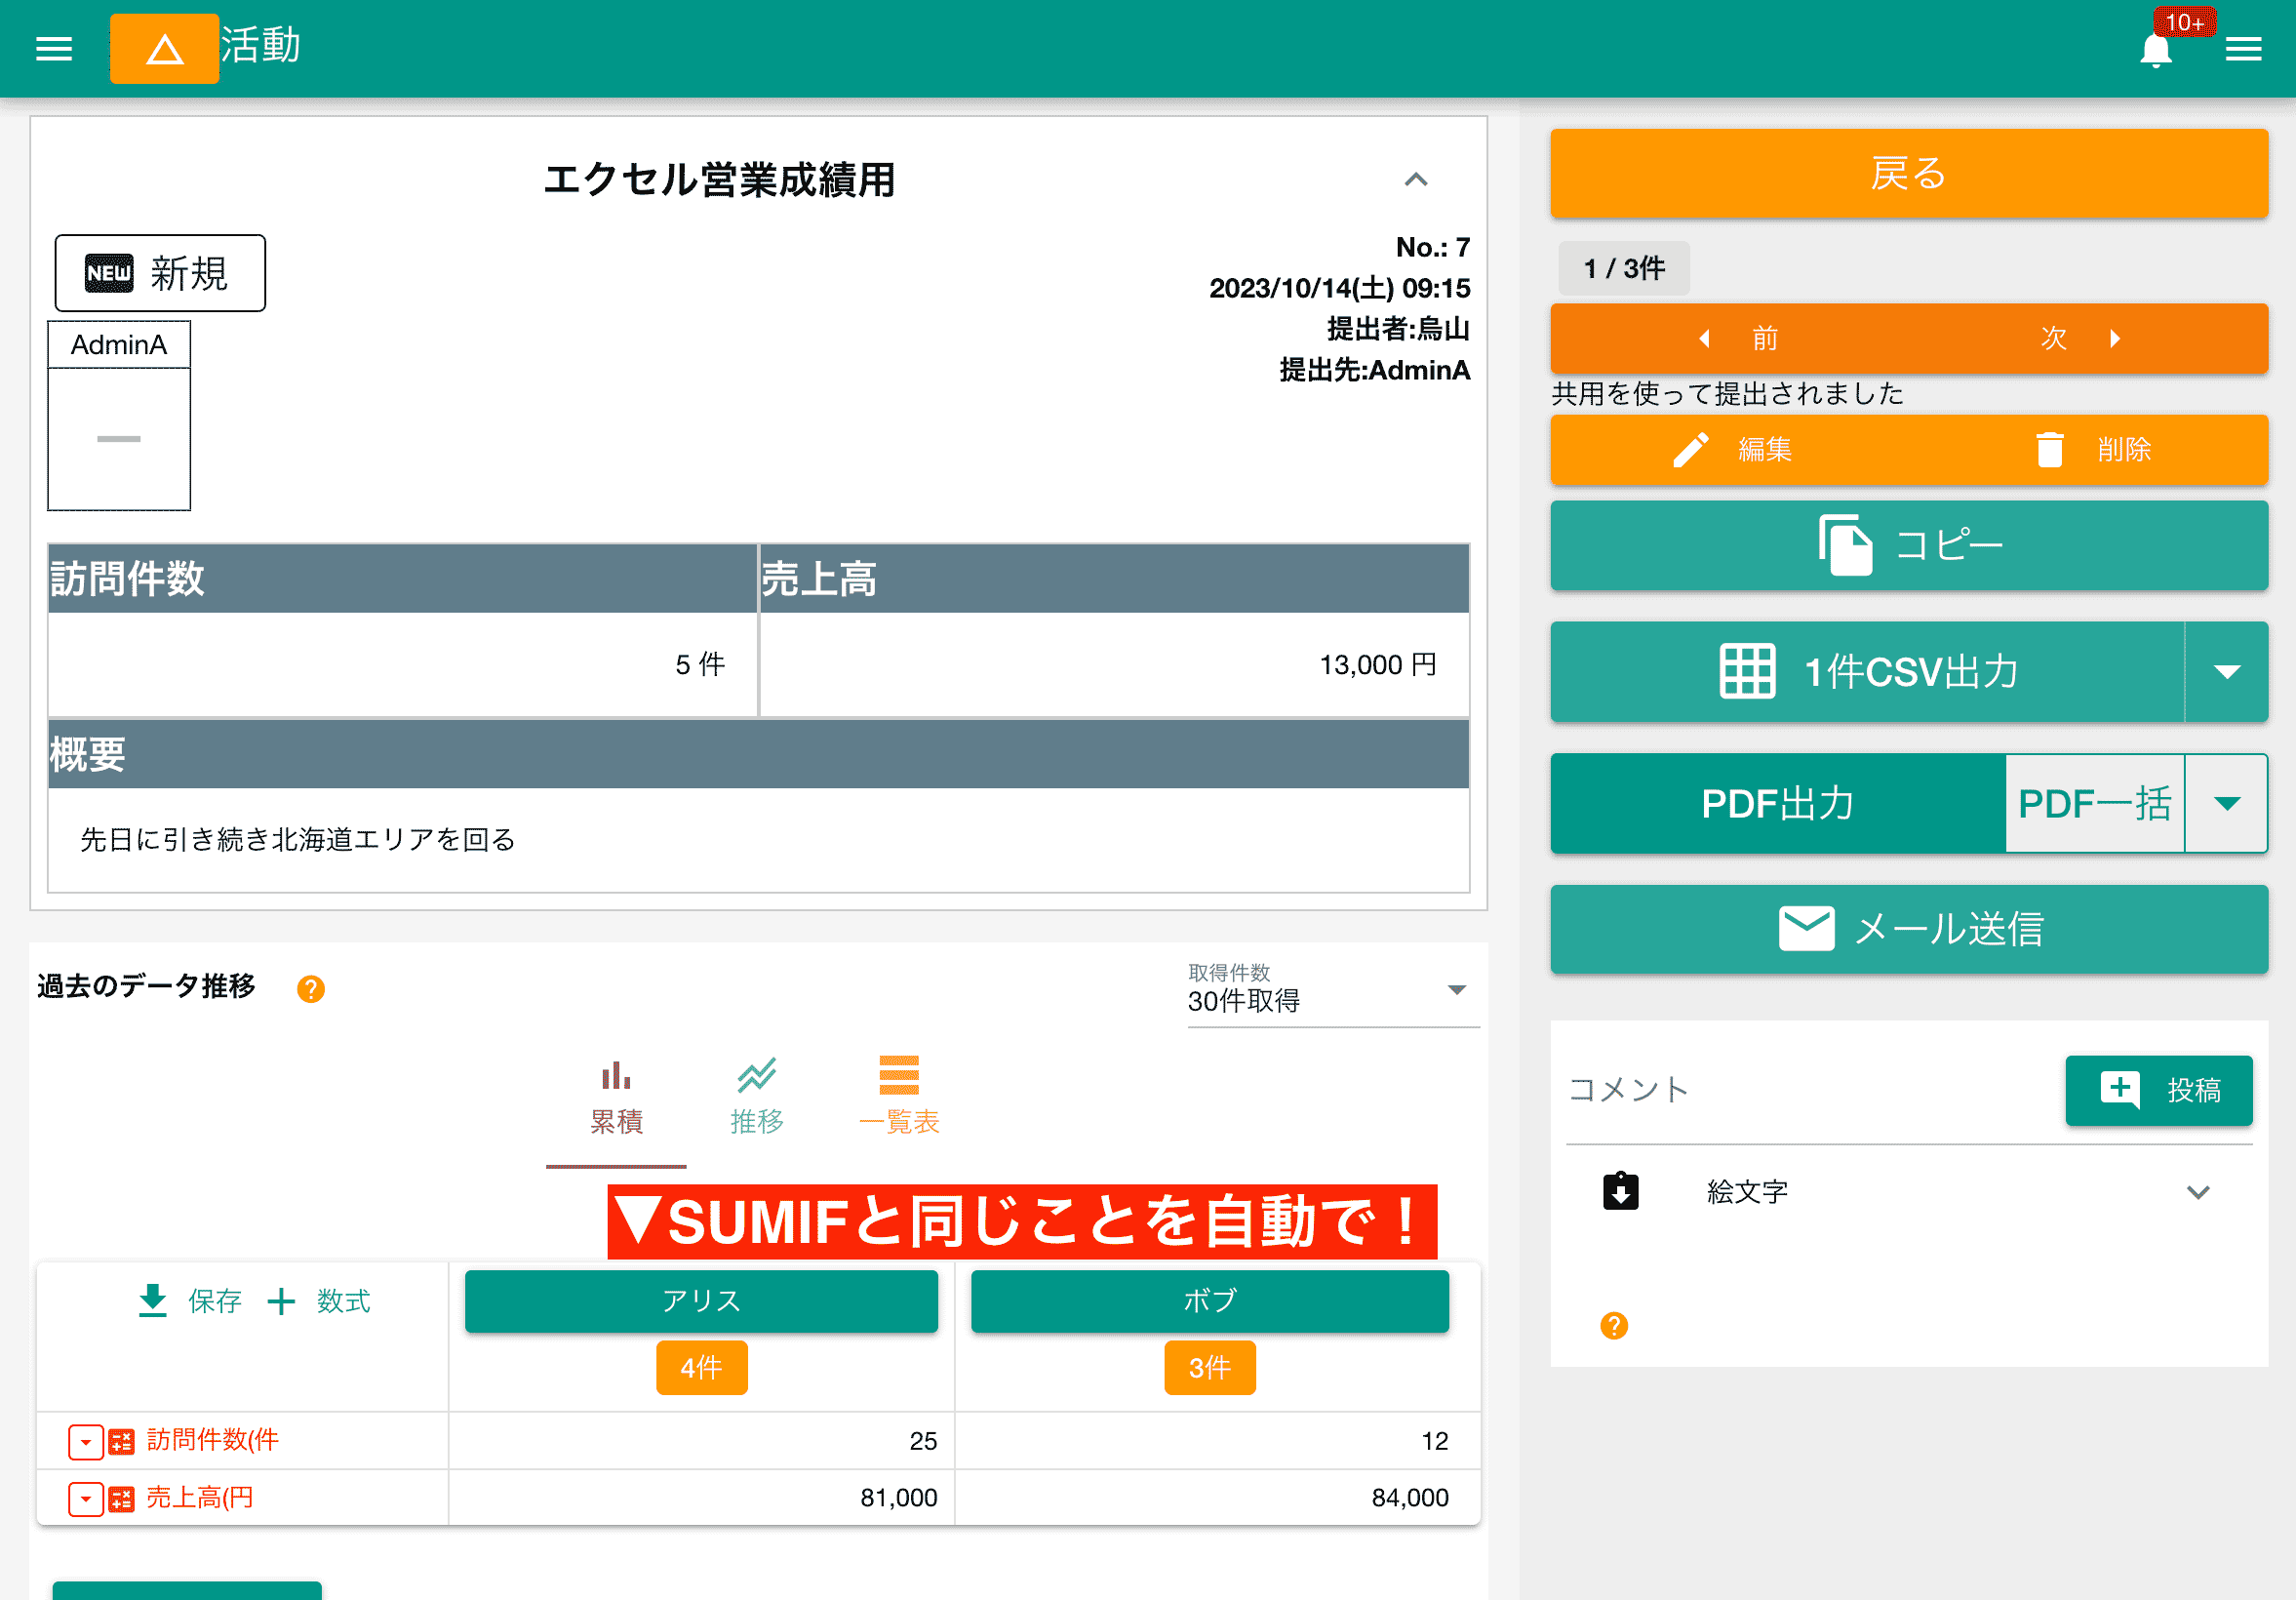 活動
10+
エクセル営業成績用
NEW 新規
No.: 7
2023/10/14(土) 09:15
提出者:烏山
提出先:AdminA
AdminA
訪問件数 売上高
5 件 13,000 円
概要
先日に引き続き北海道エリアを回る
過去のデータ推移 ?
取得件数
30件取得
累積 推移 一覧表
▼SUMIFと同じことを自動で！
保存 + 数式 アリス ボブ
4件 3件
訪問件数(件 25 12
売上高(円 81,000 84,000
戻る
1 / 3件
前 次
共用を使って提出されました
編集 削除
コピー
1件CSV出力
PDF出力 PDF一括
メール送信
コメント 投稿
絵文字
?